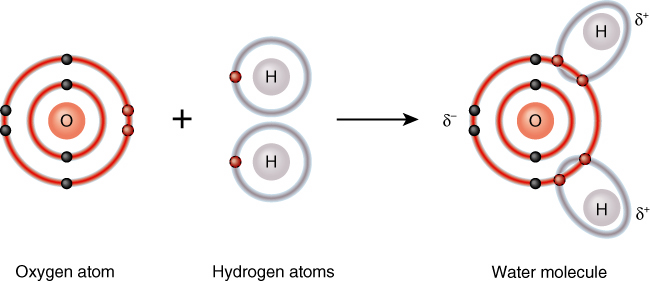 O
+
H
H
δ⁻
O
H
δ⁺
H
δ⁺
Oxygen atom
Hydrogen atoms
Water molecule